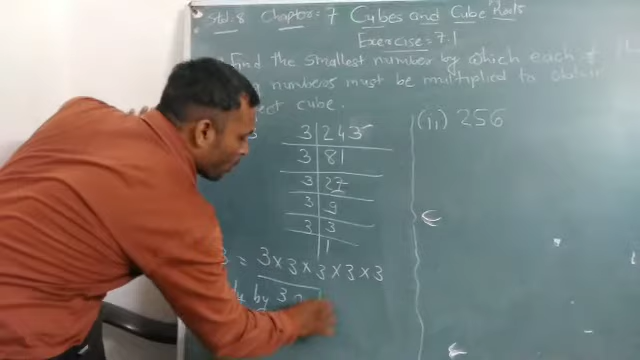 Std. 8 Chapter = 7 Cubes and Cube Roots
Exercise = 7.1
Find the smallest number by which each of
numbers must be multiplied to obtain
cube.
3 | 243
3 | 81
3 | 27
3 | 9
3 | 3
1
3 = 3 × 3 × 3 × 3 × 3
by 3
(ii) 256